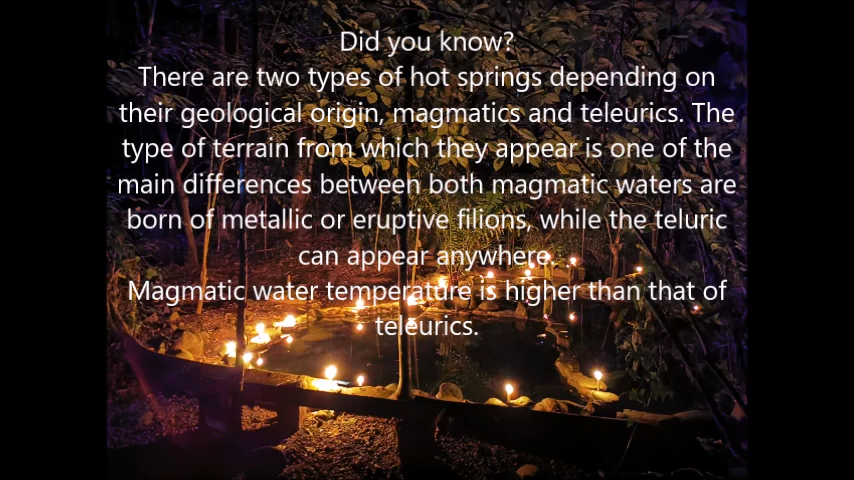 Did you know?
There are two types of hot springs depending on
their geological origin, magmatics and teleurics. The
type of terrain from which they appear is one of the
main differences between both magmatic waters are
born of metallic or eruptive filions, while the teluric
can appear anywhere.
Magmatic water temperature is higher than that of
teleurics.